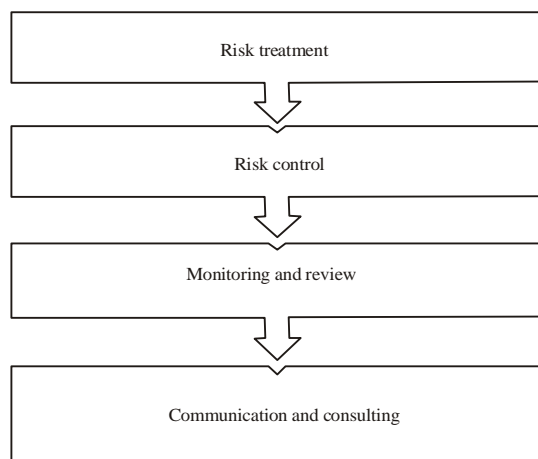 Risk treatment
Risk control
Monitoring and review
Communication and consulting